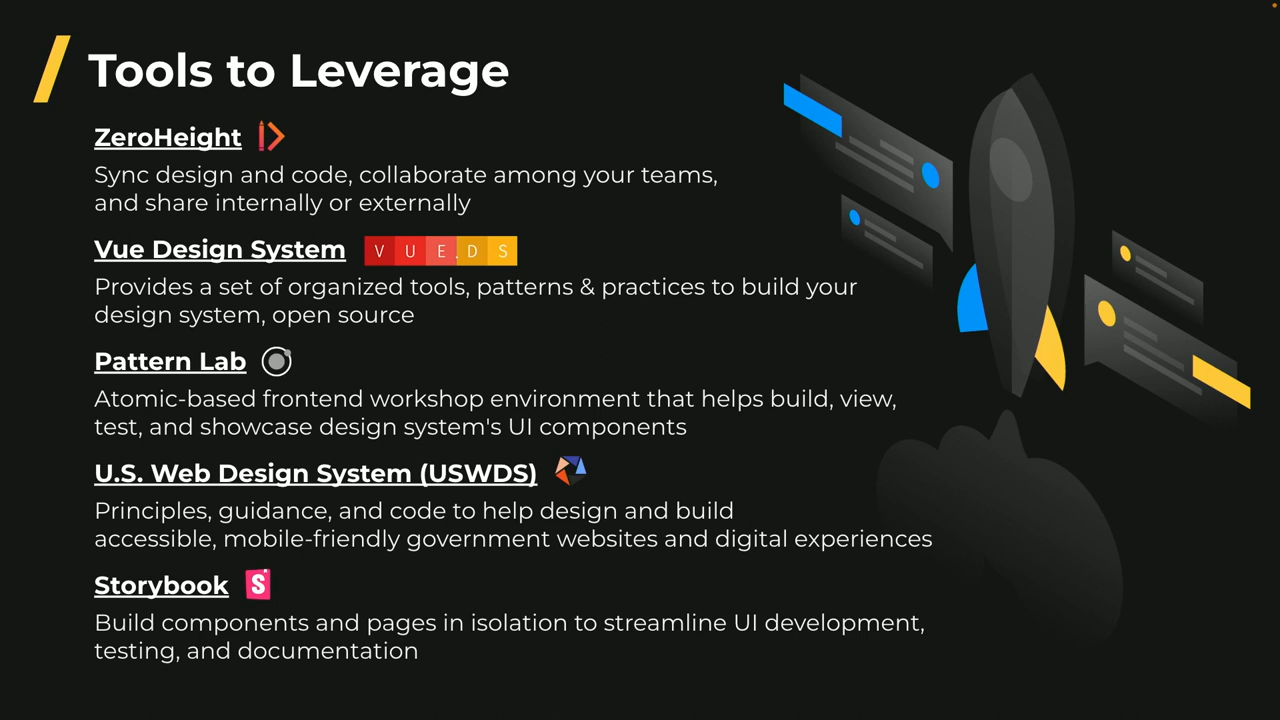 Tools to Leverage
ZeroHeight
Sync design and code, collaborate among your teams,
and share internally or externally
Vue Design System VUE.DS
Provides a set of organized tools, patterns & practices to build your
design system, open source
Pattern Lab
Atomic-based frontend workshop environment that helps build, view,
test, and showcase design system's UI components
U.S. Web Design System (USWDS)
Principles, guidance, and code to help design and build
accessible, mobile-friendly government websites and digital experiences
Storybook S
Build components and pages in isolation to streamline UI development,
testing, and documentation